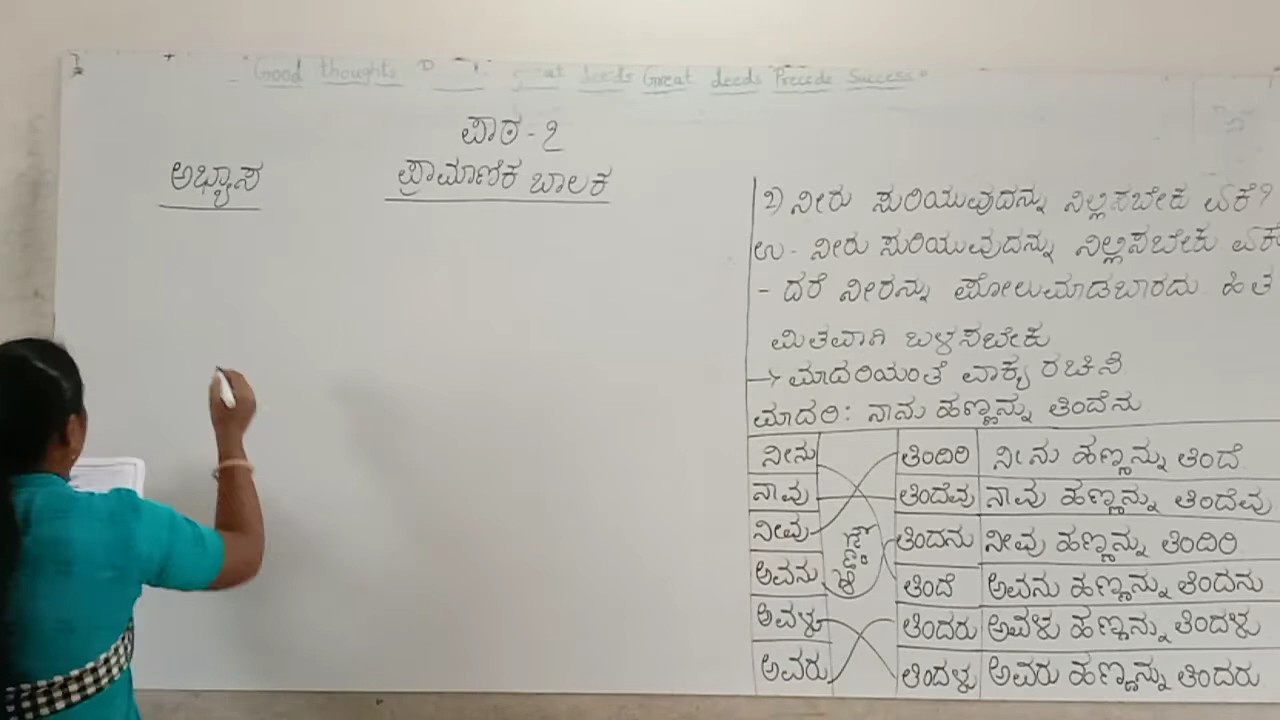 Good thoughts deeds Great deeds Precede Success"
ಪಾಠ - ೭
ಅಭ್ಯಾಸ
ಪ್ರಾಮಾಣಿಕ ಬಾಲಕ
೨) ನೀರು ಸುರಿಯುವುದನ್ನು ನಿಲ್ಲಿಸಬೇಕು ಏಕೆ?
ಉ - ನೀರು ಸುರಿಯುವುದನ್ನು ನಿಲ್ಲಿಸಬೇಕು ಏಕೆ
- ದರೆ ನೀರನ್ನು ಪೋಲುಮಾಡಬಾರದು. ಹಿತ
ಮಿತವಾಗಿ ಬಳಸಬೇಕು
→ ಮಾದರಿಯಂತೆ ವಾಕ್ಯ ರಚಿಸಿ
ಮಾದರಿ: ನಾನು ಹಣ್ಣನ್ನು ತಿಂದೆನು
ನೀನು ತಿಂದಿರಿ ನೀನು ಹಣ್ಣನ್ನು ತಿಂದೆ
ನಾವು ತಿಂದೆವು ನಾವು ಹಣ್ಣನ್ನು ತಿಂದೆವು
ನೀವು ತಿಂದನು ನೀವು ಹಣ್ಣನ್ನು ತಿಂದಿರಿ
ಅವನು ತಿಂದೆ ಅವನು ಹಣ್ಣನ್ನು ತಿಂದನು
ಅವಳು ತಿಂದರು ಅವಳು ಹಣ್ಣನ್ನು ತಿಂದಳು
ಅವರು ತಿಂದಳು ಅವರು ಹಣ್ಣನ್ನು ತಿಂದರು